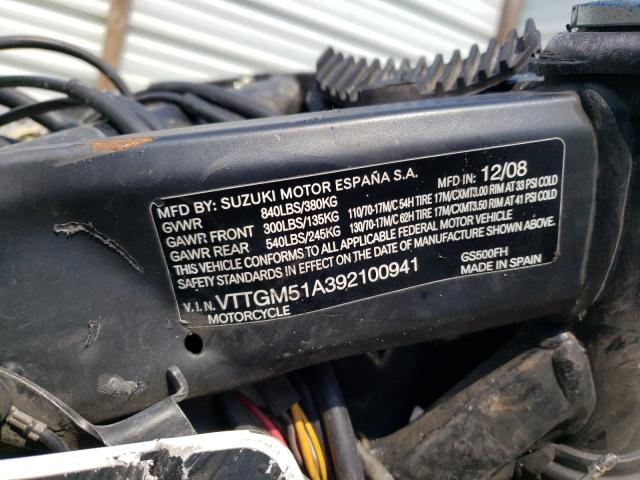 MFD BY: SUZUKI MOTOR ESPAÑA S.A. MFD IN: 12/08
GVWR 840LBS/380KG
GAWR FRONT 300LBS/135KG 110/70-17M/C 54H TIRE 17M/CXMT3.00 RIM AT 33 PSI COLD
GAWR REAR 540LBS/245KG 130/70-17M/C 62H TIRE 17M/CXMT3.50 RIM AT 41 PSI COLD
THIS VEHICLE CONFORMS TO ALL APPLICABLE FEDERAL MOTOR VEHICLE
SAFETY STANDARDS IN EFFECT ON THE DATE OF MANUFACTURE SHOWN ABOVE.
V.I.N. VTTGM51A392100941 GS500FH
MOTORCYCLE MADE IN SPAIN